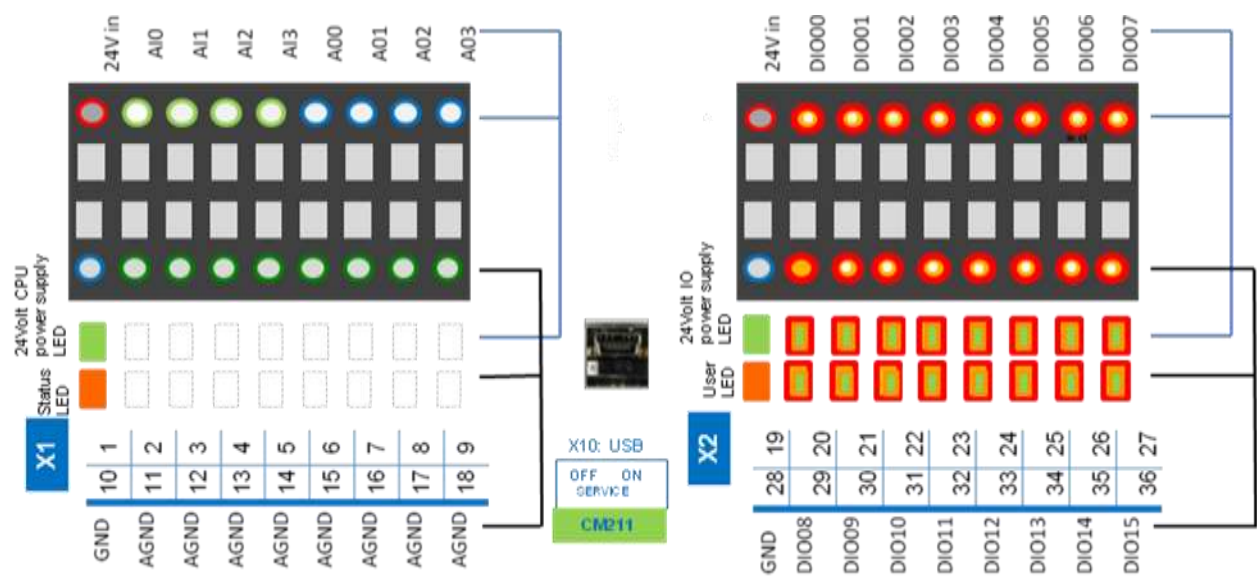 24V in AI0 AI1 AI2 AI3 A00 A01 A02 A03
24Volt CPU
power supply
LED
Status
LED
X1
1 2 3 4 5 6 7 8 9
10 11 12 13 14 15 16 17 18
GND AGND AGND AGND AGND AGND AGND AGND AGND
X10: USB
OFF ON
SERVICE
CM211
24V in DIO00 DIO01 DIO02 DIO03 DIO04 DIO05 DIO06 DIO07
24Volt IO
power supply
LED
User
LED
X2
19 20 21 22 23 24 25 26 27
28 29 30 31 32 33 34 35 36
GND DIO08 DIO09 DIO10 DIO11 DIO12 DIO13 DIO14 DIO15